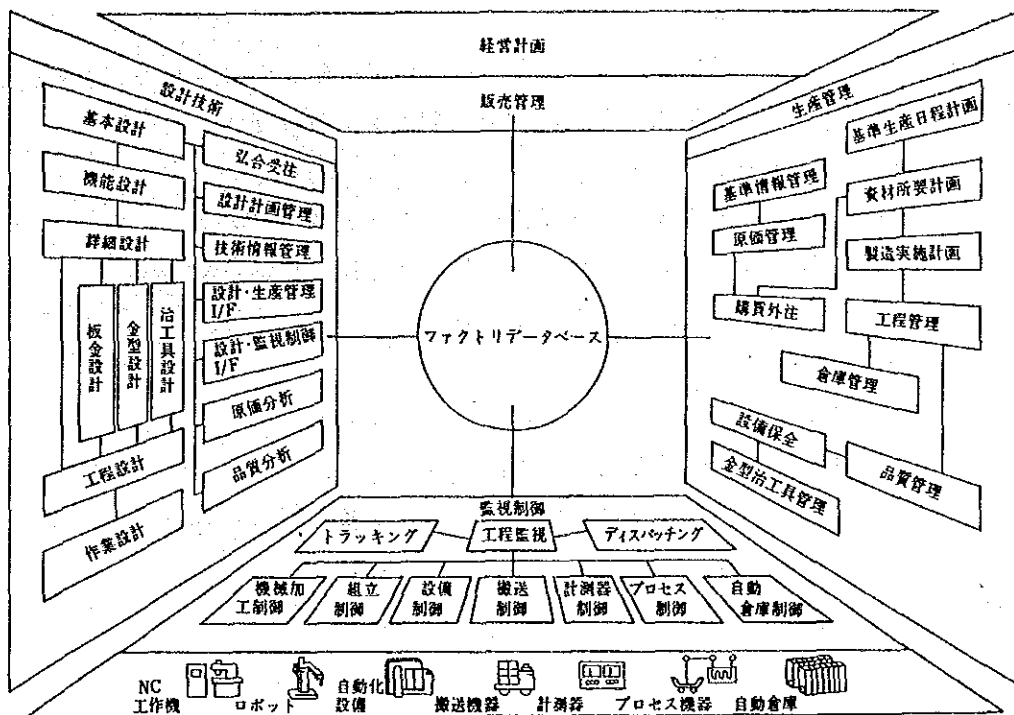 経営計画
販売管理
設計技術
基本設計
機能設計
詳細設計
板金設計
金型設計
治工具設計
工程設計
作業設計
引合受注
設計計画管理
技術情報管理
設計・生産管理
I/F
設計・監視制御
I/F
原価分析
品質分析
ファクトリデータベース
生産管理
基準生産日程計画
基準情報管理
資材所要計画
原価管理
製造実施計画
購買外注
工程管理
倉庫管理
設備保全
金型治工具管理
品質管理
監視制御
トラッキング
工程監視
ディスパッチング
機械加
工制御
組立
制御
設備
制御
搬送
制御
計測器
制御
プロセス
制御
自動
倉庫制御
NC
工作機
ロボット
自動化
設備
搬送機器
計測器
プロセス機器
自動倉庫